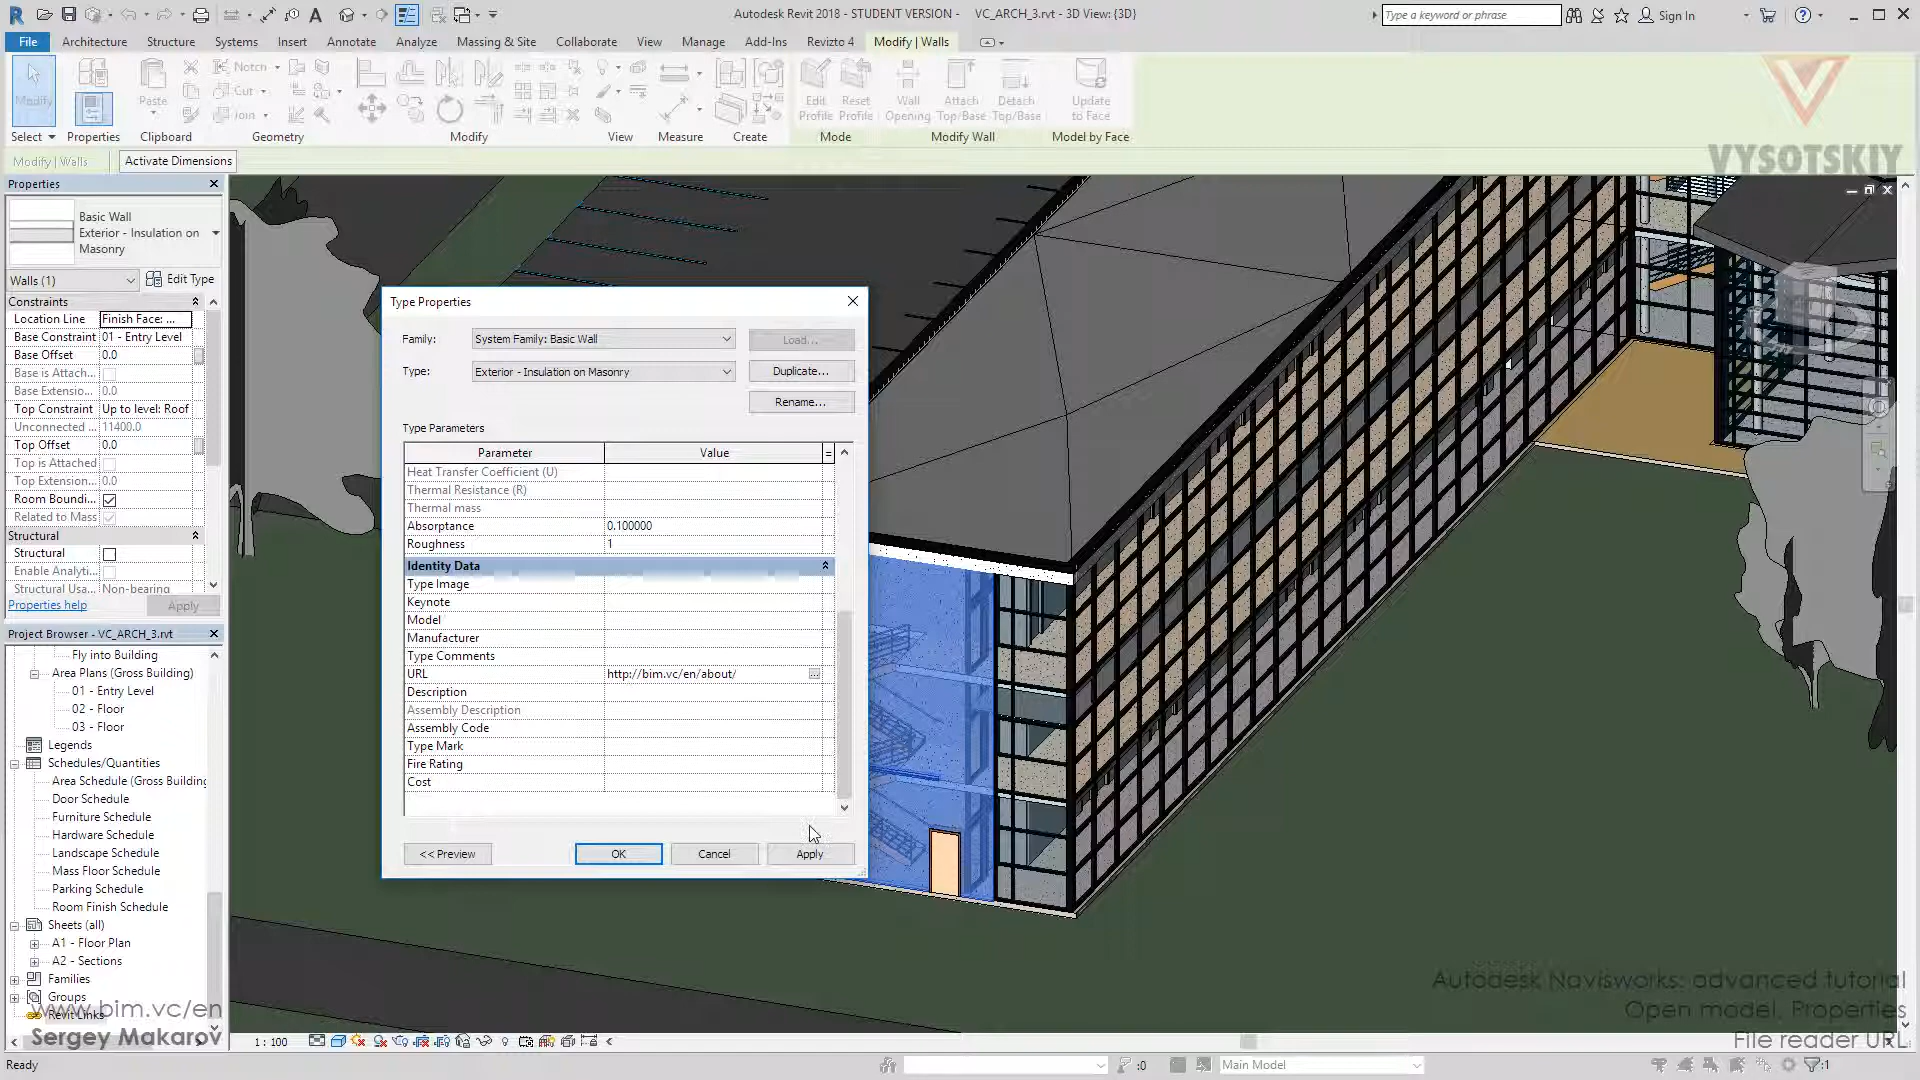 Autodesk Revit 2018 - STUDENT VERSION - VC_ARCH_3.rvt - 3D View: {3D}
Type a keyword or phrase
Sign In
File Architecture Structure Systems Insert Annotate Analyze Massing & Site Collaborate View Manage Add-Ins Revizto 4 Modify | Walls
Modify
Paste
Notch
Cut
Join
Edit Profile
Reset Profile
Wall Opening
Attach Top/Base
Detach Top/Base
Update to Face
Select Properties Clipboard Geometry Modify View Measure Create Mode Modify Wall Model by Face
Modify | Walls Activate Dimensions
VYSOTSKIY
Properties
Basic Wall
Exterior - Insulation on
Masonry
Walls (1) Edit Type
Constraints
Location Line Finish Face: ...
Base Constraint 01 - Entry Level
Base Offset 0.0
Base is Attach...
Base Extensio... 0.0
Top Constraint Up to level: Roof
Unconnected ... 11400.0
Top Offset 0.0
Top is Attached
Top Extension... 0.0
Room Boundi...
Related to Mass
Structural
Structural
Enable Analyti...
Structural Usa... Non-bearing
Properties help Apply
Project Browser - VC_ARCH_3.rvt
Fly into Building
Area Plans (Gross Building)
01 - Entry Level
02 - Floor
03 - Floor
Legends
Schedules/Quantities
Area Schedule (Gross Building
Door Schedule
Furniture Schedule
Hardware Schedule
Landscape Schedule
Mass Floor Schedule
Parking Schedule
Room Finish Schedule
Sheets (all)
A1 - Floor Plan
A2 - Sections
Families
Groups
Revit Links
www.bim.vc/en
Sergey Makarov
Type Properties
Family: System Family: Basic Wall Load...
Type: Exterior - Insulation on Masonry Duplicate...
Rename...
Type Parameters
Parameter Value =
Heat Transfer Coefficient (U)
Thermal Resistance (R)
Thermal mass
Absorptance 0.100000
Roughness 1
Identity Data
Type Image
Keynote
Model
Manufacturer
Type Comments
URL http://bim.vc/en/about/
Description
Assembly Description
Assembly Code
Type Mark
Fire Rating
Cost
<< Preview OK Cancel Apply
Autodesk Navisworks: advanced tutorial
Open model, Properties
File reader URL
1 : 100
Ready :0 Main Model :1